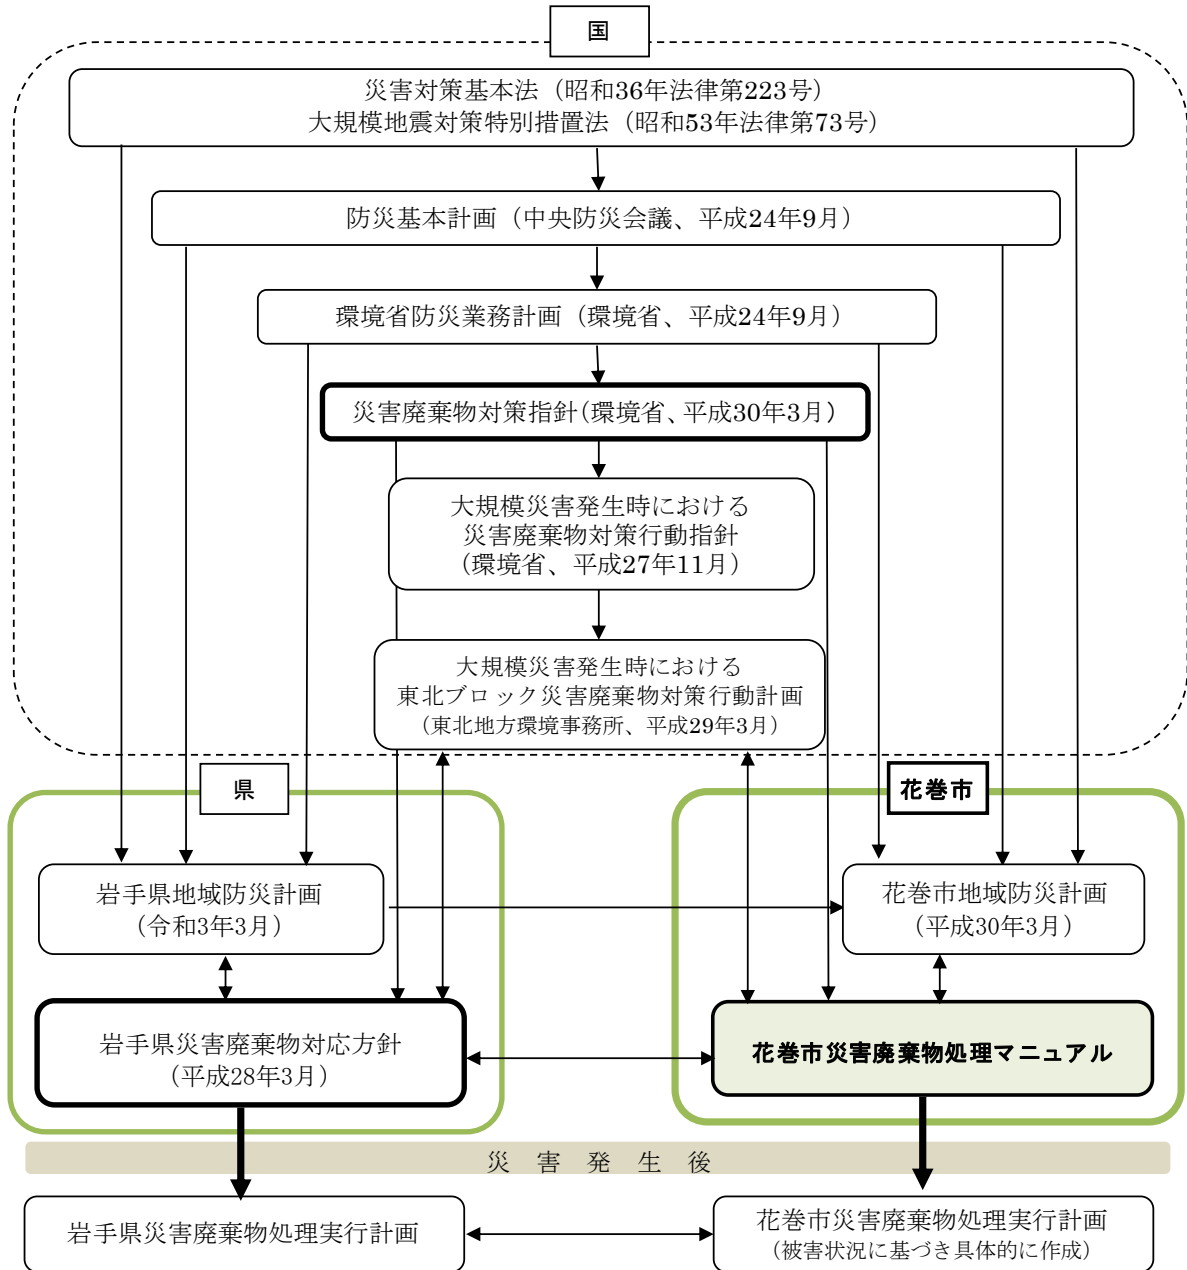 国
災害対策基本法（昭和36年法律第223号）
大規模地震対策特別措置法（昭和53年法律第73号）
防災基本計画（中央防災会議、平成24年9月）
環境省防災業務計画（環境省、平成24年9月）
災害廃棄物対策指針(環境省、平成30年3月）
大規模災害発生時における
災害廃棄物対策行動指針
（環境省、平成27年11月）
大規模災害発生時における
東北ブロック災害廃棄物対策行動計画
（東北地方環境事務所、平成29年3月）
県
花巻市
岩手県地域防災計画
（令和3年3月）
花巻市地域防災計画
（平成30年3月）
岩手県災害廃棄物対応方針
（平成28年3月）
花巻市災害廃棄物処理マニュアル
災害発生後
岩手県災害廃棄物処理実行計画
花巻市災害廃棄物処理実行計画
（被害状況に基づき具体的に作成）